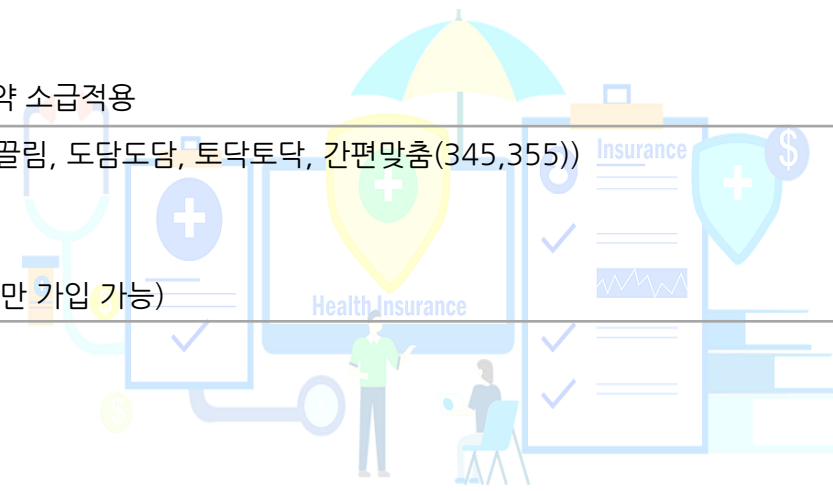 약 소급적용
끌림, 도담도담, 토닥토닥, 간편맞춤(345,355))
Insurance
만 가입 가능)
Health Insurance